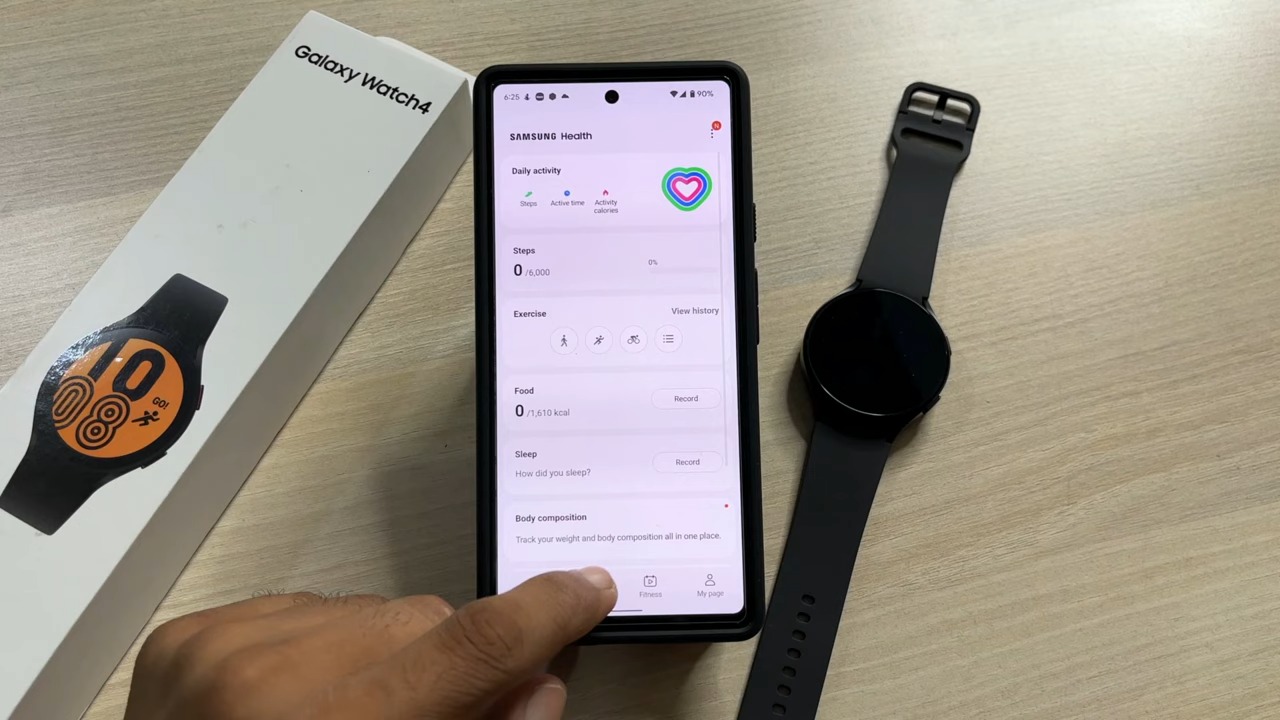 Galaxy Watch4
10
08
GO!
6:25
90%
SAMSUNG Health
N
Daily activity
Steps
Active time
Activity
calories
Steps
0 /6,000
0%
Exercise
View history
Food
0 /1,610 kcal
Record
Sleep
How did you sleep?
Record
Body composition
Track your weight and body composition all in one place.
Fitness
My page